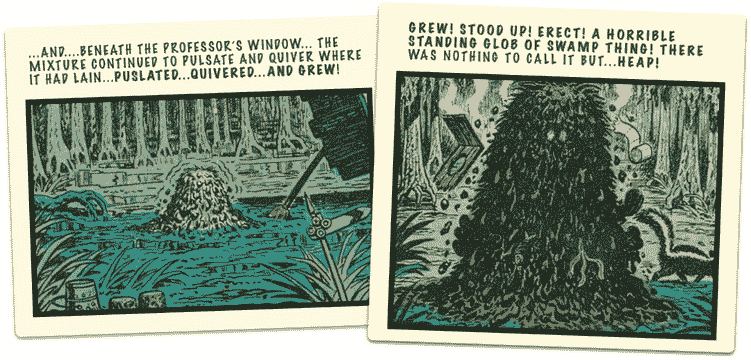 ...AND....BENEATH THE PROFESSOR'S WINDOW... THE
MIXTURE CONTINUED TO PULSATE AND QUIVER WHERE
IT HAD LAIN...PUSLATED...QUIVERED...AND GREW!
GREW! STOOD UP! ERECT! A HORRIBLE
STANDING GLOB OF SWAMP THING! THERE
WAS NOTHING TO CALL IT BUT...HEAP!